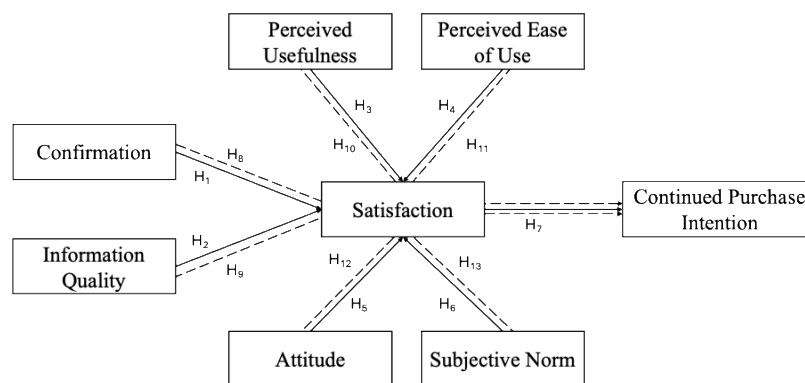 Perceived
Usefulness
Perceived Ease
of Use
H3
H4
H10
H11
Confirmation
H8
H1
Satisfaction
Continued Purchase
Intention
H7
Information
Quality
H2
H9
H12
H13
H5
H6
Attitude
Subjective Norm